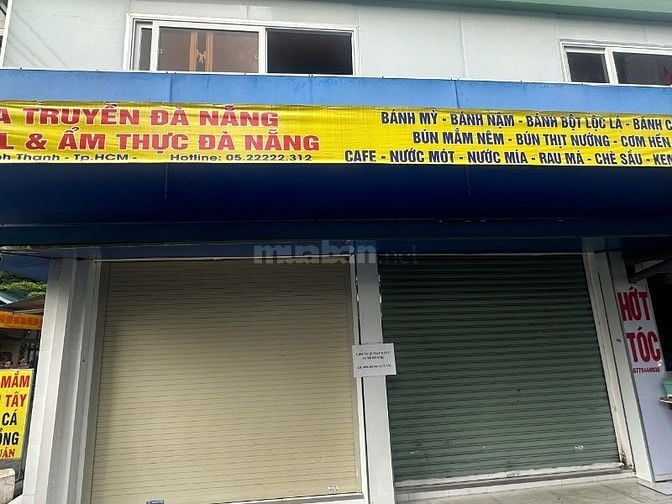 A TRUYỀN ĐÀ NẴNG
L & ẨM THỰC ĐÀ NẴNG
nh Thạnh - Tp.HCM - Hotline: 05.22222.312
BÁNH MỲ - BÁNH NẬM - BÁNH BỘT LỘC LÁ - BÁNH C
BÚN MẮM NÊM - BÚN THỊT NƯỚNG - CƠM HẾN
CAFE - NƯỚC MÓT - NƯỚC MÍA - RAU MÁ - CHÈ SẦU - KEM
muaban.net
HỚT
TÓC
MẮM
TÂY
CÁ